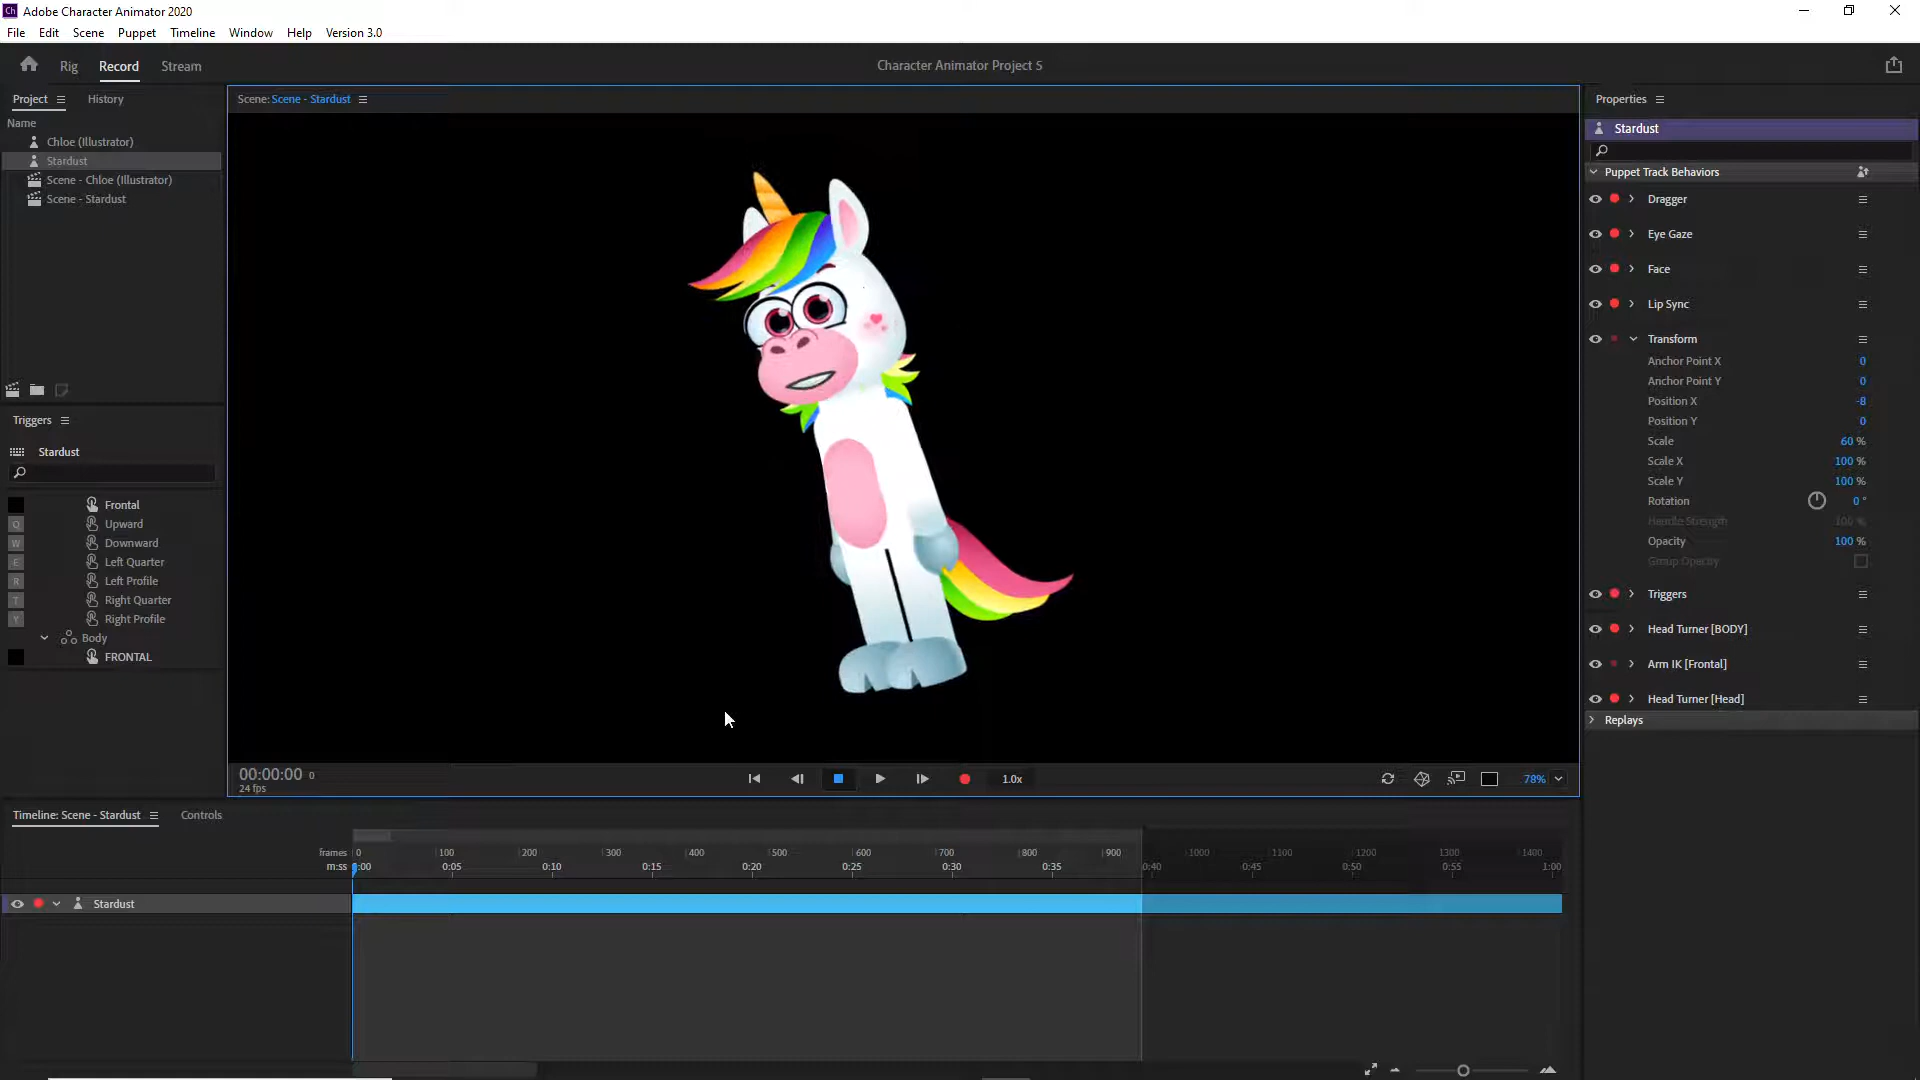 Ch Adobe Character Animator 2020
File Edit Scene Puppet Timeline Window Help Version 3.0
Rig Record Stream
Character Animator Project 5
Project History
Name
Chloe (Illustrator)
Stardust
Scene - Chloe (Illustrator)
Scene - Stardust
Triggers
Stardust
Frontal
Q Upward
W Downward
E Left Quarter
R Left Profile
T Right Quarter
Y Right Profile
Body
FRONTAL
Scene: Scene - Stardust
00:00:00 0
24 fps
1.0x
78%
Properties
Stardust
Puppet Track Behaviors
Dragger
Eye Gaze
Face
Lip Sync
Transform
Anchor Point X 0
Anchor Point Y 0
Position X -8
Position Y 0
Scale 60 %
Scale X 100 %
Scale Y 100 %
Rotation 0 °
Handle Strength 100 %
Opacity 100 %
Group Opacity
Triggers
Head Turner [BODY]
Arm IK [Frontal]
Head Turner [Head]
Replays
Timeline: Scene - Stardust Controls
frames 0 100 200 300 400 500 600 700 800 900 1000 1100 1200 1300 1400
m:ss 0:00 0:05 0:10 0:15 0:20 0:25 0:30 0:35 0:40 0:45 0:50 0:55 1:00
Stardust